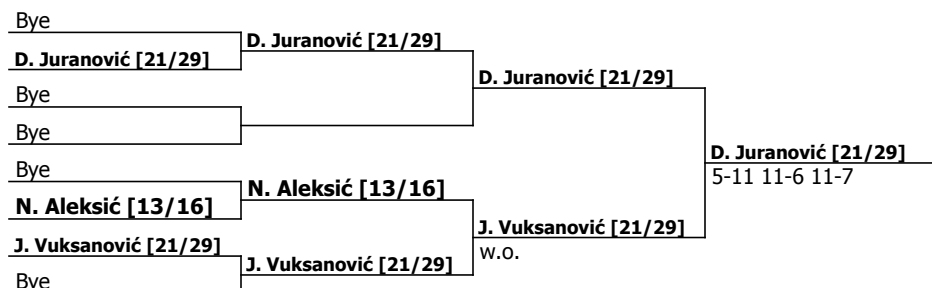 Bye
D. Juranović [21/29]
D. Juranović [21/29]
Bye
D. Juranović [21/29]
Bye
Bye
D. Juranović [21/29]
5-11 11-6 11-7
N. Aleksić [13/16]
N. Aleksić [13/16]
J. Vuksanović [21/29]
J. Vuksanović [21/29]
w.o.
J. Vuksanović [21/29]
Bye